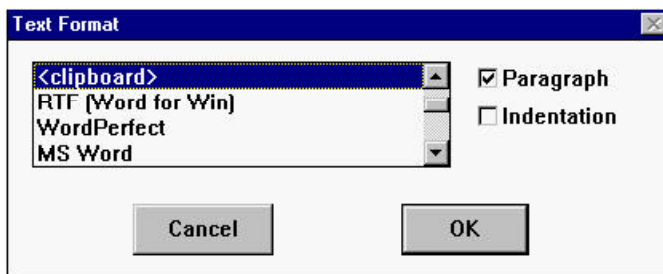 Text Format
<clipboard>
RTF (Word for Win)
WordPerfect
MS Word
Paragraph
Indentation
Cancel
OK